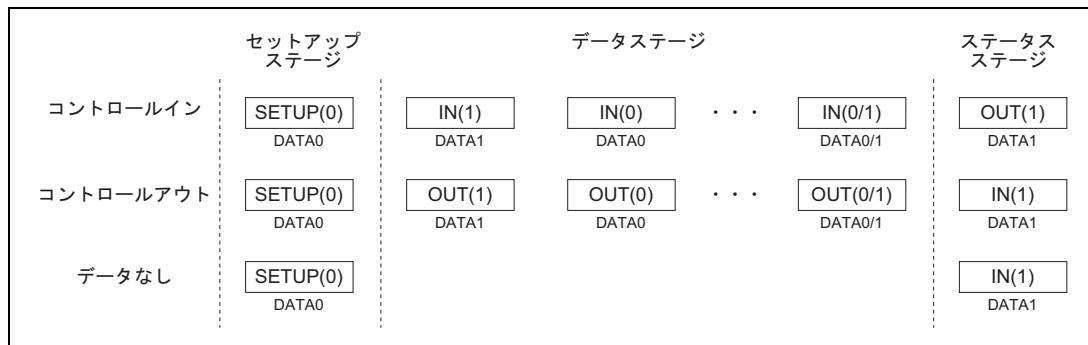 セットアップ
ステージ
データステージ
ステータス
ステージ
コントロールイン
SETUP(0)
IN(1)
IN(0)
・・・
IN(0/1)
OUT(1)
DATA0
DATA1
DATA0
DATA0/1
DATA1
コントロールアウト
SETUP(0)
OUT(1)
OUT(0)
・・・
OUT(0/1)
IN(1)
DATA0
DATA1
DATA0
DATA0/1
DATA1
データなし
SETUP(0)
IN(1)
DATA0
DATA1